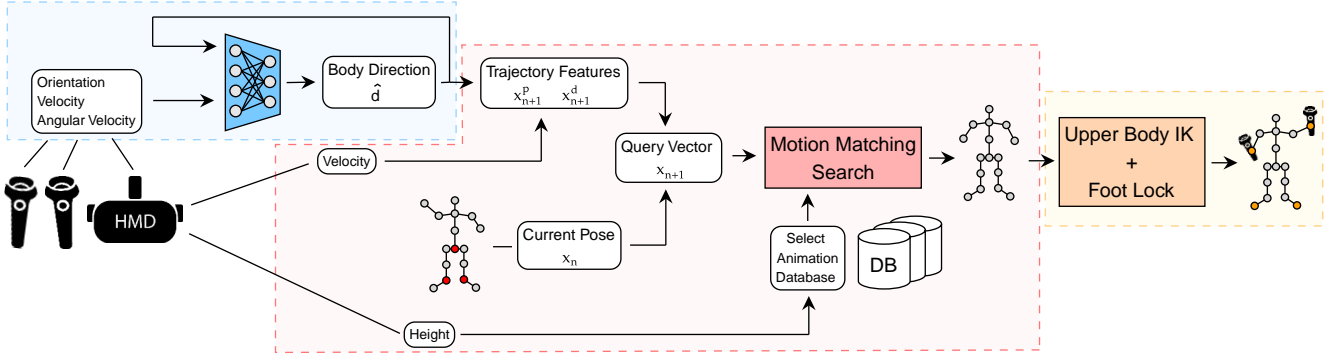 Orientation
Velocity
Angular Velocity
Body Direction
d̂
HMD
Trajectory Features
x^p_{n+1} x^d_{n+1}
Velocity
Query Vector
x_{n+1}
Current Pose
x_n
Height
Motion Matching
Search
Select
Animation
Database
DB
Upper Body IK
+
Foot Lock